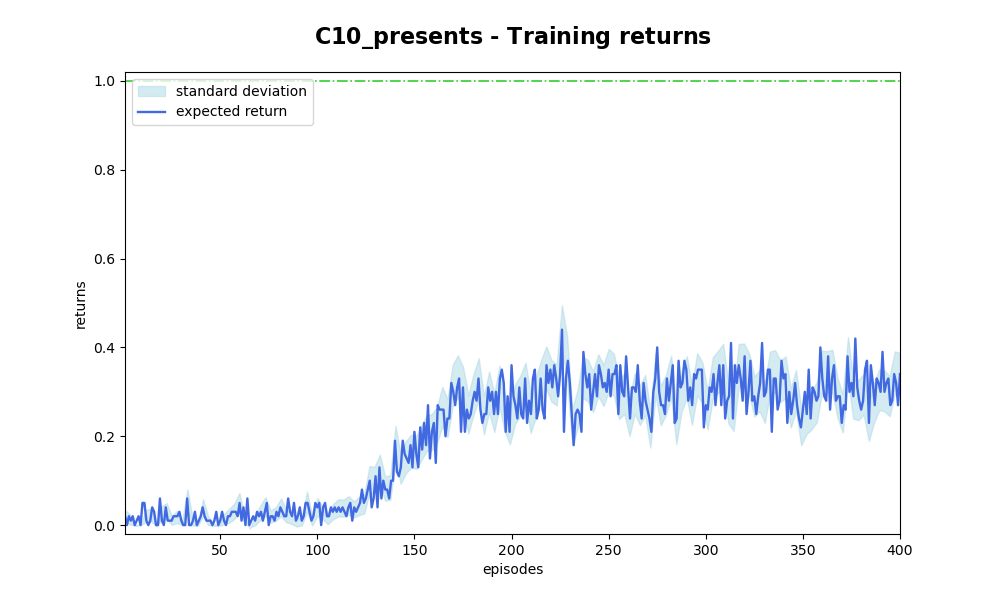 C10_presents - Training returns
1.0
0.8
0.6
0.4
0.2
0.0
returns
standard deviation
expected return
50 100 150 200 250 300 350 400
episodes